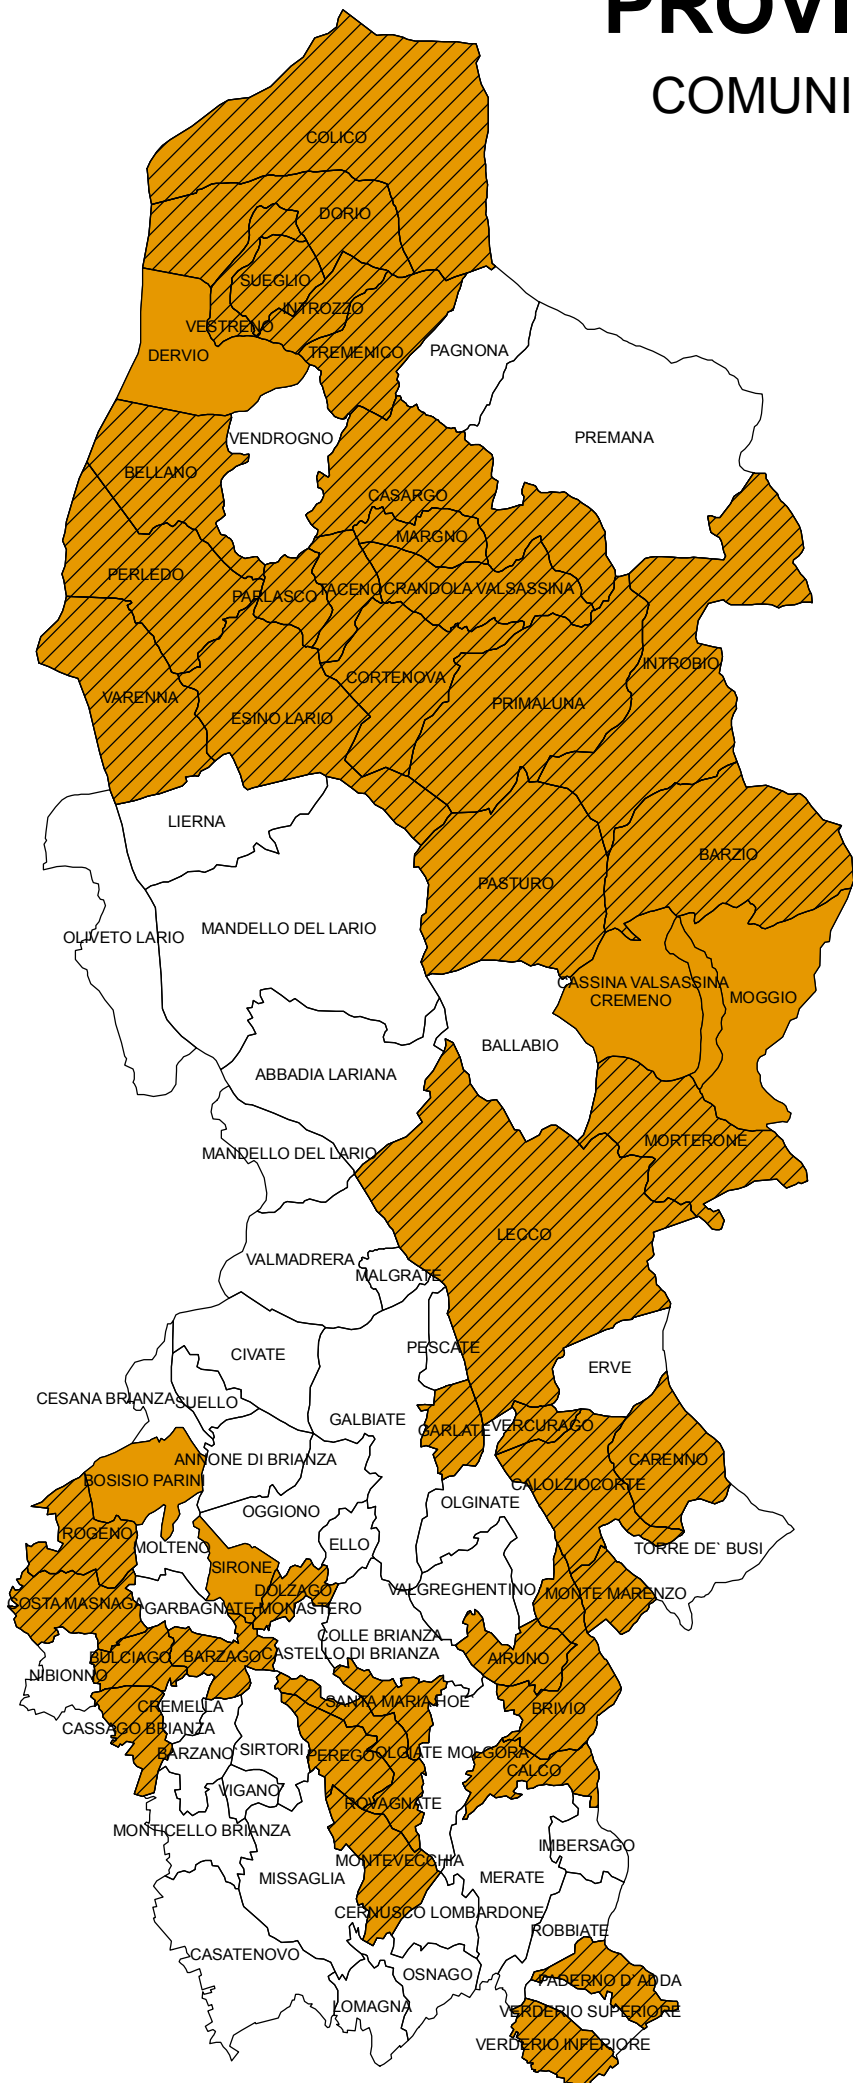 PROVI
COMUNI
COLICO
DORIO
SUEGLIO
INTROZZO
VESTRENO
TREMENICO
DERVIO
PAGNONA
VENDROGNO
PREMANA
BELLANO
CASARGO
MARGNO
PERLEDO
PARLASCO
TACENO
CRANDOLA VALSASSINA
INTROBIO
CORTENOVA
VARENNA
PRIMALUNA
ESINO LARIO
LIERNA
BARZIO
PASTURO
MANDELLO DEL LARIO
OLIVETO LARIO
CASSINA VALSASSINA
CREMENO
MOGGIO
BALLABIO
ABBADIA LARIANA
MORTERONE
MANDELLO DEL LARIO
LECCO
VALMADRERA
MALGRATE
PESCATE
CIVATE
ERVE
CESANA BRIANZA
SUELLO
GALBIATE
GARLATE
VERCURAGO
ANNONE DI BRIANZA
CARENNO
BOSISIO PARINI
CALOLZIOCORTE
OLGINATE
OGGIONO
ROGENO
MOLTENO
ELLO
TORRE DE` BUSI
SIRONE
DOLZAGO
VALGREGHENTINO
MONTE MARENZO
COSTA MASNAGA
GARBAGNATE MONASTERO
COLLE BRIANZA
BULCIAGO
BARZAGO
CASTELLO DI BRIANZA
AIRUNO
NIBIONNO
SANTA MARIA HOE`
CREMELLA
BRIVIO
CASSAGO BRIANZA
BARZANO`
SIRTORI
PEREGO
OLGIATE MOLGORA
CALCO
VIGANO`
ROVAGNATE
MONTICELLO BRIANZA
IMBERSAGO
MONTEVECCHIA
MISSAGLIA
MERATE
CERNUSCO LOMBARDONE
ROBBIATE
CASATENOVO
OSNAGO
PADERNO D`ADDA
LOMAGNA
VERDERIO SUPERIORE
VERDERIO INFERIORE